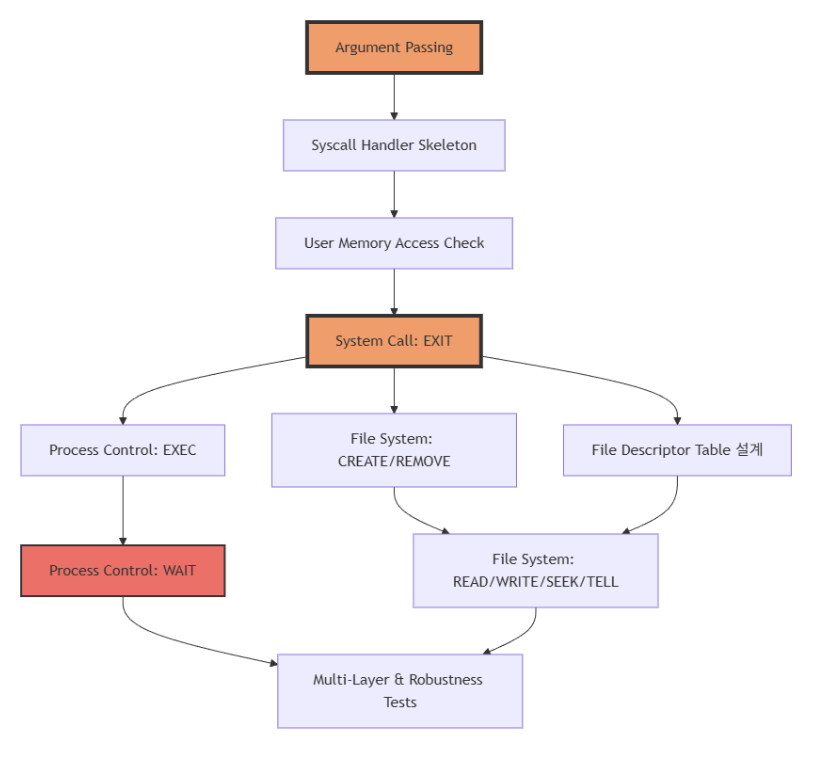 Argument Passing
Syscall Handler Skeleton
User Memory Access Check
System Call: EXIT
Process Control: EXEC
File System:
CREATE/REMOVE
File Descriptor Table 설계
Process Control: WAIT
File System:
READ/WRITE/SEEK/TELL
Multi-Layer & Robustness
Tests